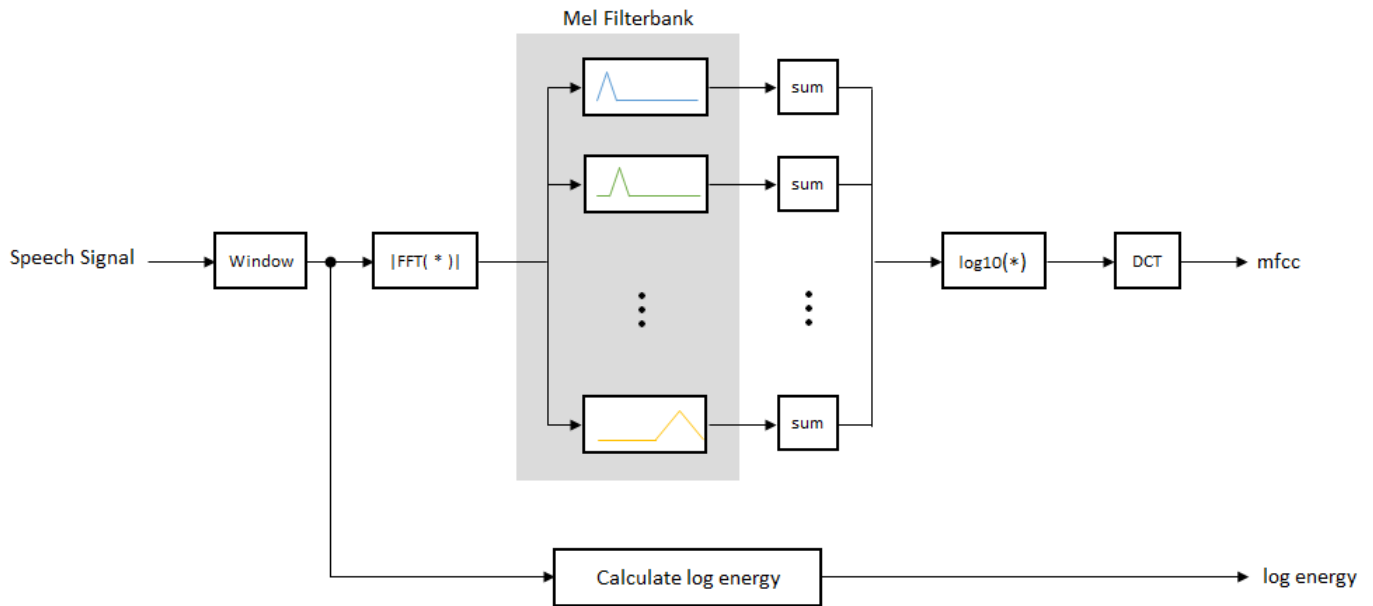 Mel Filterbank
sum
sum
Speech Signal
Window
|FFT( * )|
log10(*)
DCT
mfcc
sum
Calculate log energy
log energy